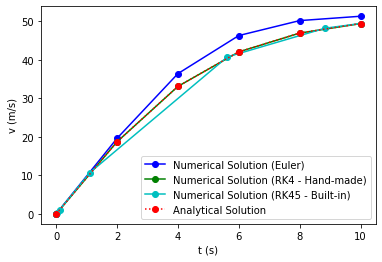 50
40
30
20
10
0
v (m/s)
Numerical Solution (Euler)
Numerical Solution (RK4 - Hand-made)
Numerical Solution (RK45 - Built-in)
Analytical Solution
0 2 4 6 8 10
t (s)